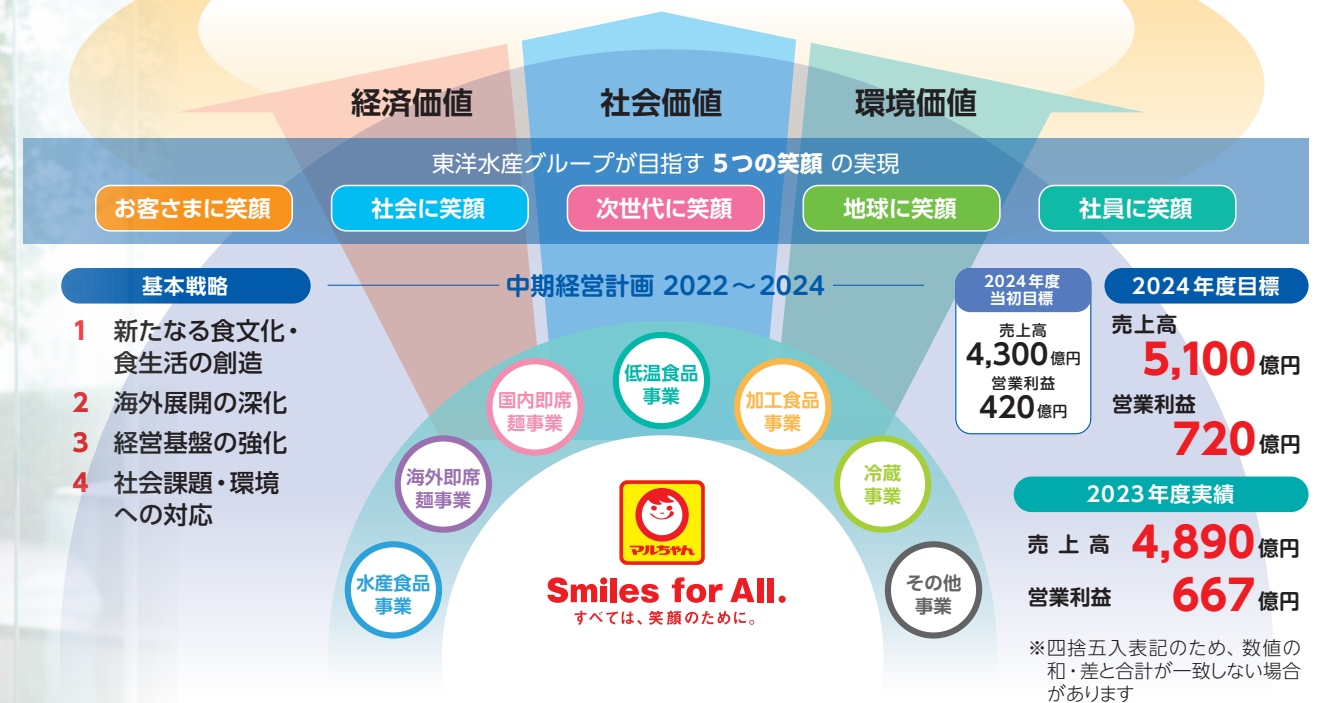 経済価値
社会価値
環境価値
東洋水産グループが目指す 5つの笑顔 の実現
お客さまに笑顔
社会に笑顔
次世代に笑顔
地球に笑顔
社員に笑顔
基本戦略
1 新たなる食文化・
食生活の創造
2 海外展開の深化
3 経営基盤の強化
4 社会課題・環境
への対応
中期経営計画 2022～2024
水産食品
事業
海外即席
麺事業
国内即席
麺事業
低温食品
事業
加工食品
事業
冷蔵
事業
その他
事業
マルちゃん
Smiles for All.
すべては、笑顔のために。
2024年度
当初目標
売上高
4,300億円
営業利益
420億円
2024年度目標
売上高
5,100億円
営業利益
720億円
2023年度実績
売上高 4,890億円
営業利益 667億円
※四捨五入表記のため、数値の
和・差と合計が一致しない場合
があります